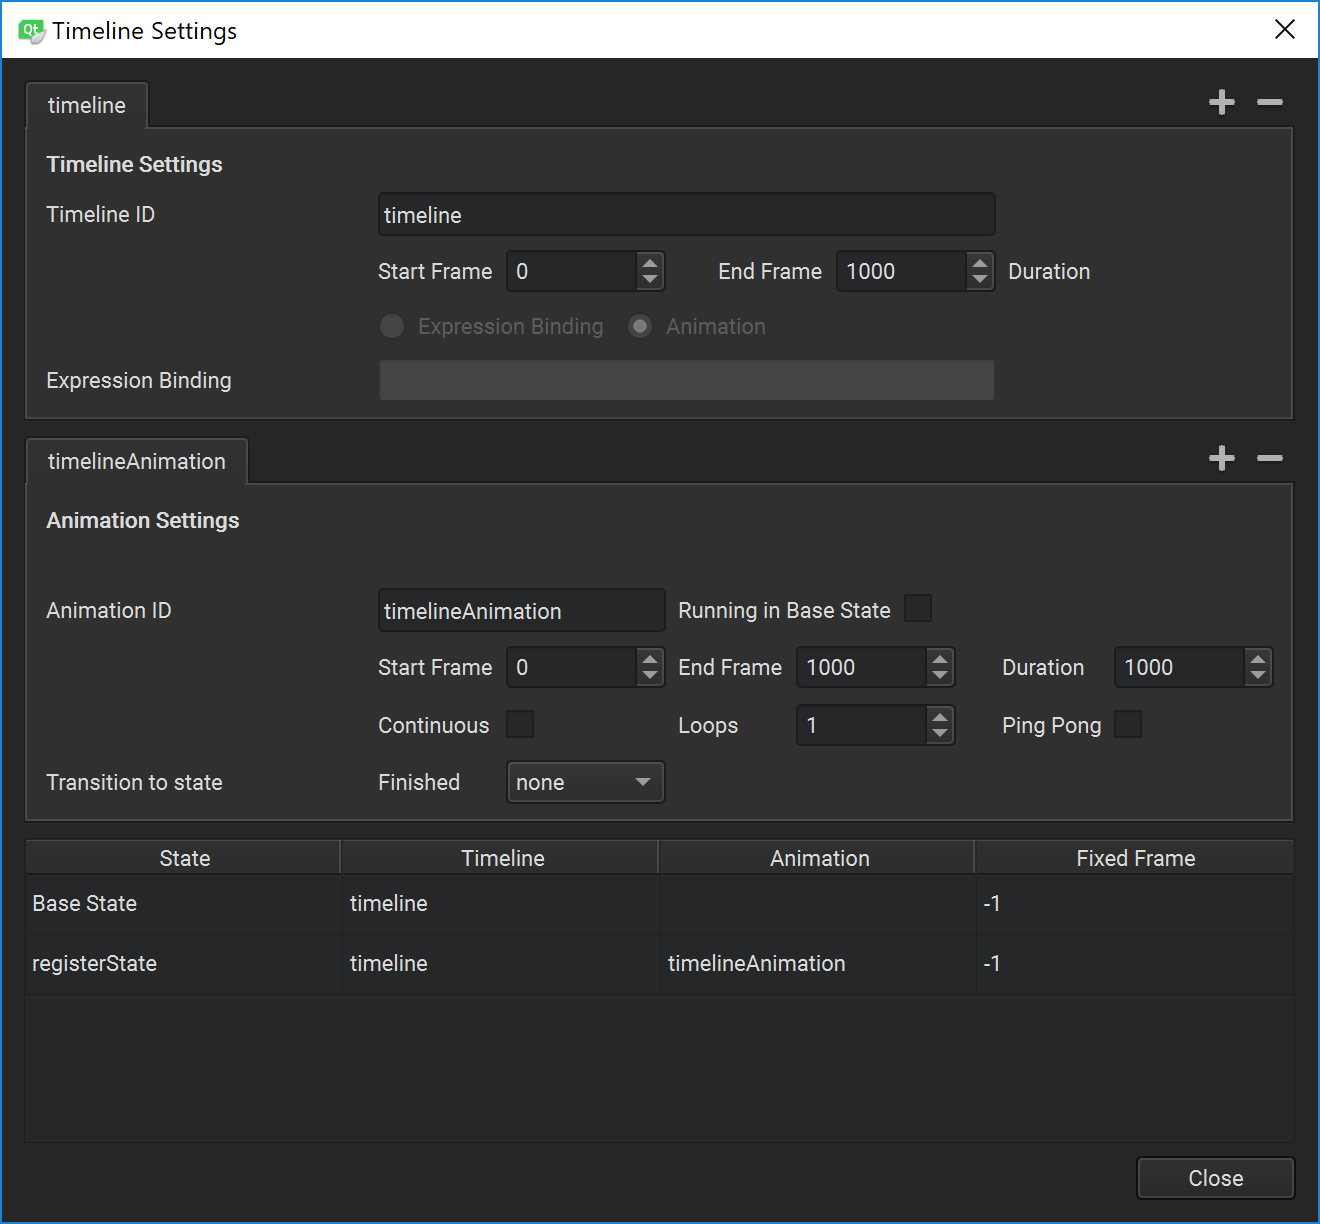 Qt Timeline Settings
timeline
Timeline Settings
Timeline ID timeline
Start Frame 0 End Frame 1000 Duration
Expression Binding Animation
Expression Binding
timelineAnimation
Animation Settings
Animation ID timelineAnimation Running in Base State
Start Frame 0 End Frame 1000 Duration 1000
Continuous Loops 1 Ping Pong
Transition to state Finished none
State Timeline Animation Fixed Frame
Base State timeline -1
registerState timeline timelineAnimation -1
Close